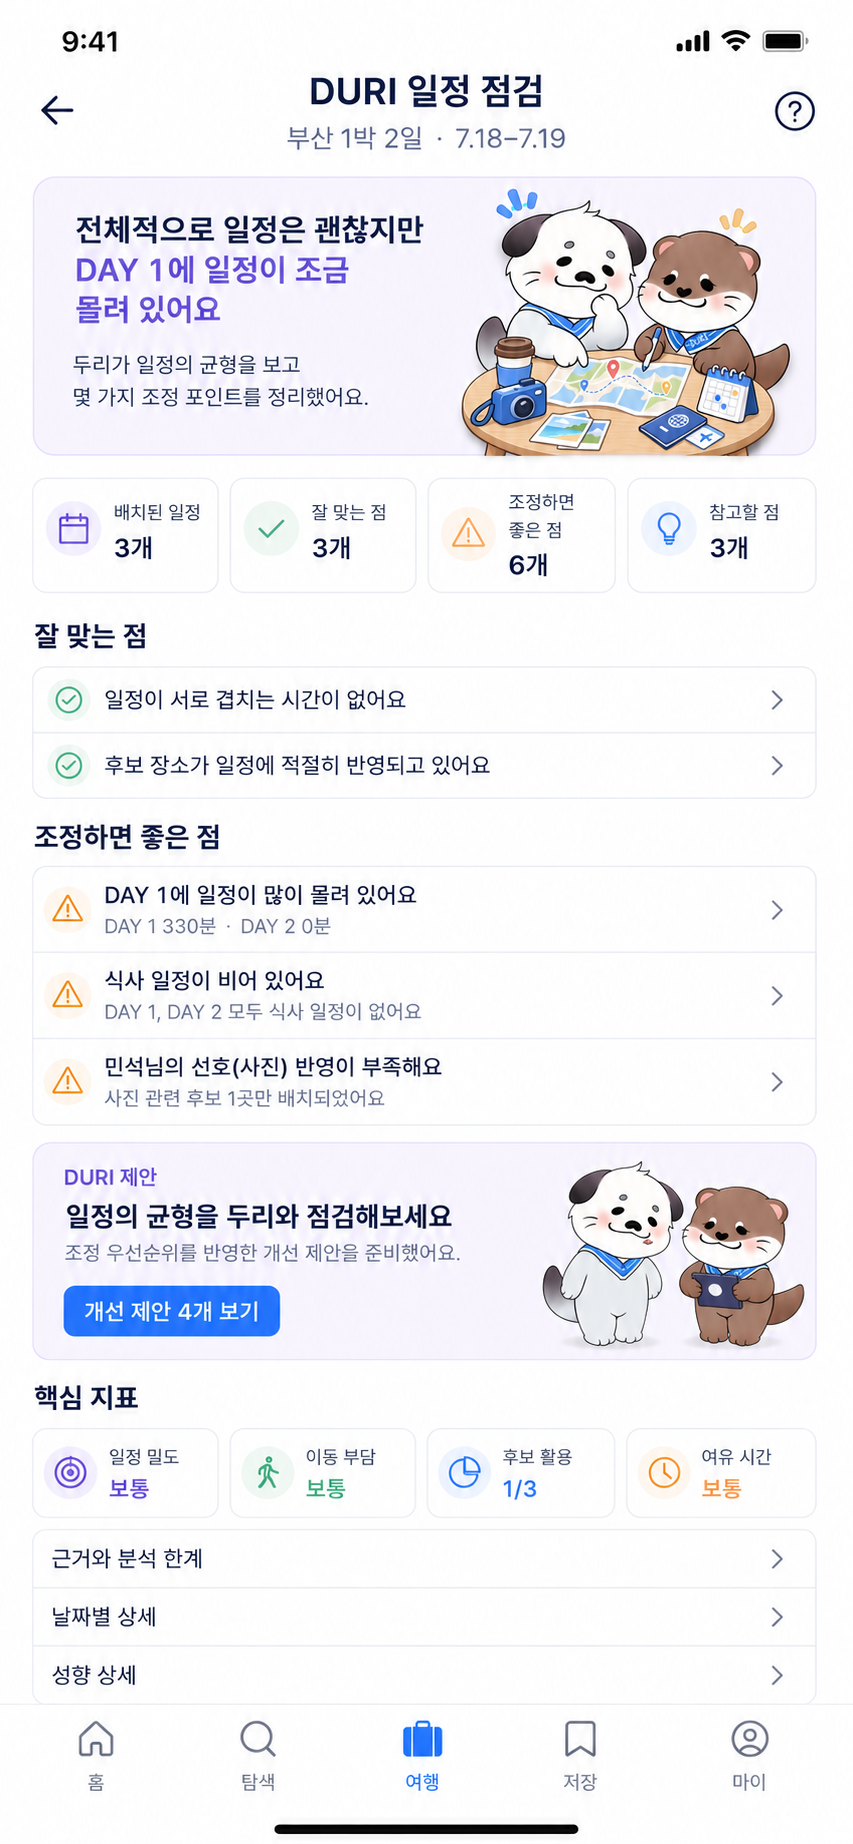 9:41
DURI 일정 점검
부산 1박 2일 · 7.18–7.19
전체적으로 일정은 괜찮지만
DAY 1에 일정이 조금
몰려 있어요
두리가 일정의 균형을 보고
몇 가지 조정 포인트를 정리했어요.
DURI
배치된 일정
3개
잘 맞는 점
3개
조정하면
좋은 점
6개
참고할 점
3개
잘 맞는 점
일정이 서로 겹치는 시간이 없어요
후보 장소가 일정에 적절히 반영되고 있어요
조정하면 좋은 점
DAY 1에 일정이 많이 몰려 있어요
DAY 1 330분 · DAY 2 0분
식사 일정이 비어 있어요
DAY 1, DAY 2 모두 식사 일정이 없어요
민석님의 선호(사진) 반영이 부족해요
사진 관련 후보 1곳만 배치되었어요
DURI 제안
일정의 균형을 두리와 점검해보세요
조정 우선순위를 반영한 개선 제안을 준비했어요.
개선 제안 4개 보기
핵심 지표
일정 밀도
보통
이동 부담
보통
후보 활용
1/3
여유 시간
보통
근거와 분석 한계
날짜별 상세
성향 상세
홈
탐색
여행
저장
마이